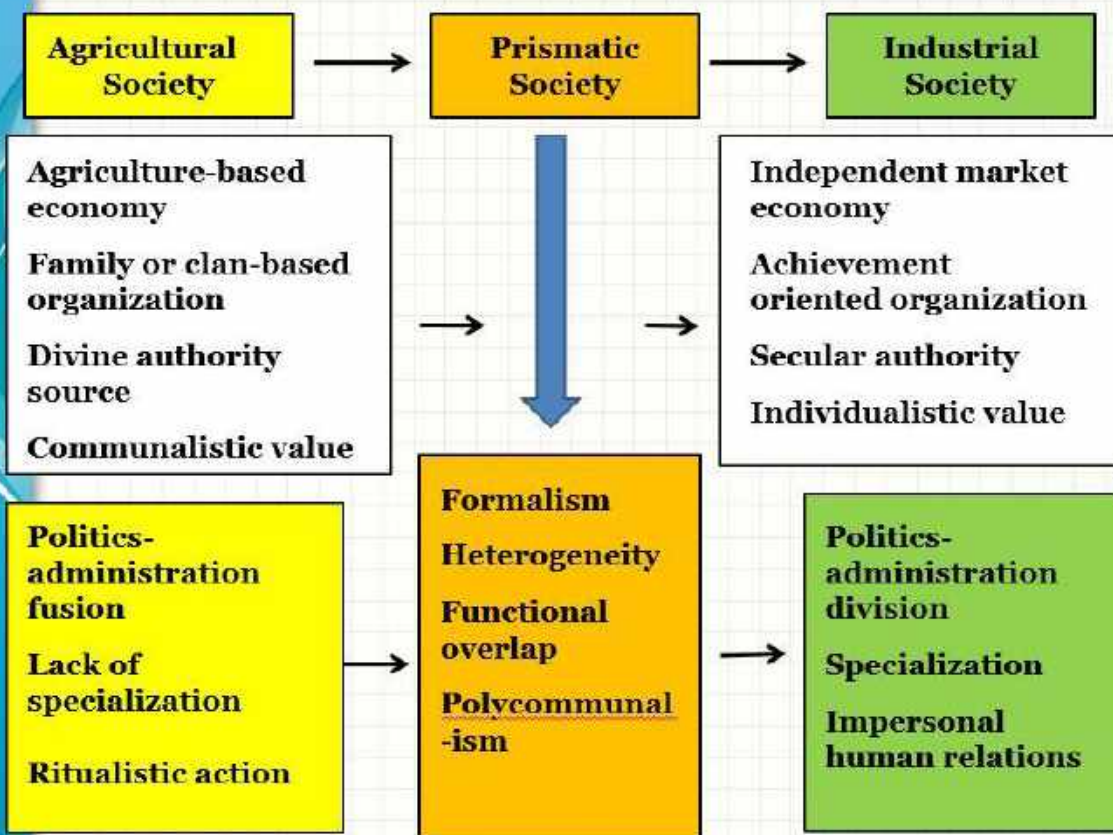 Agricultural
Society
Prismatic
Society
Industrial
Society
Agriculture-based
economy
Family or clan-based
organization
Divine authority
source
Communalistic value
Independent market
economy
Achievement
oriented organization
Secular authority
Individualistic value
Politics-
administration
fusion
Lack of
specialization
Ritualistic action
Formalism
Heterogeneity
Functional
overlap
Polycommunal
-ism
Politics-
administration
division
Specialization
Impersonal
human relations